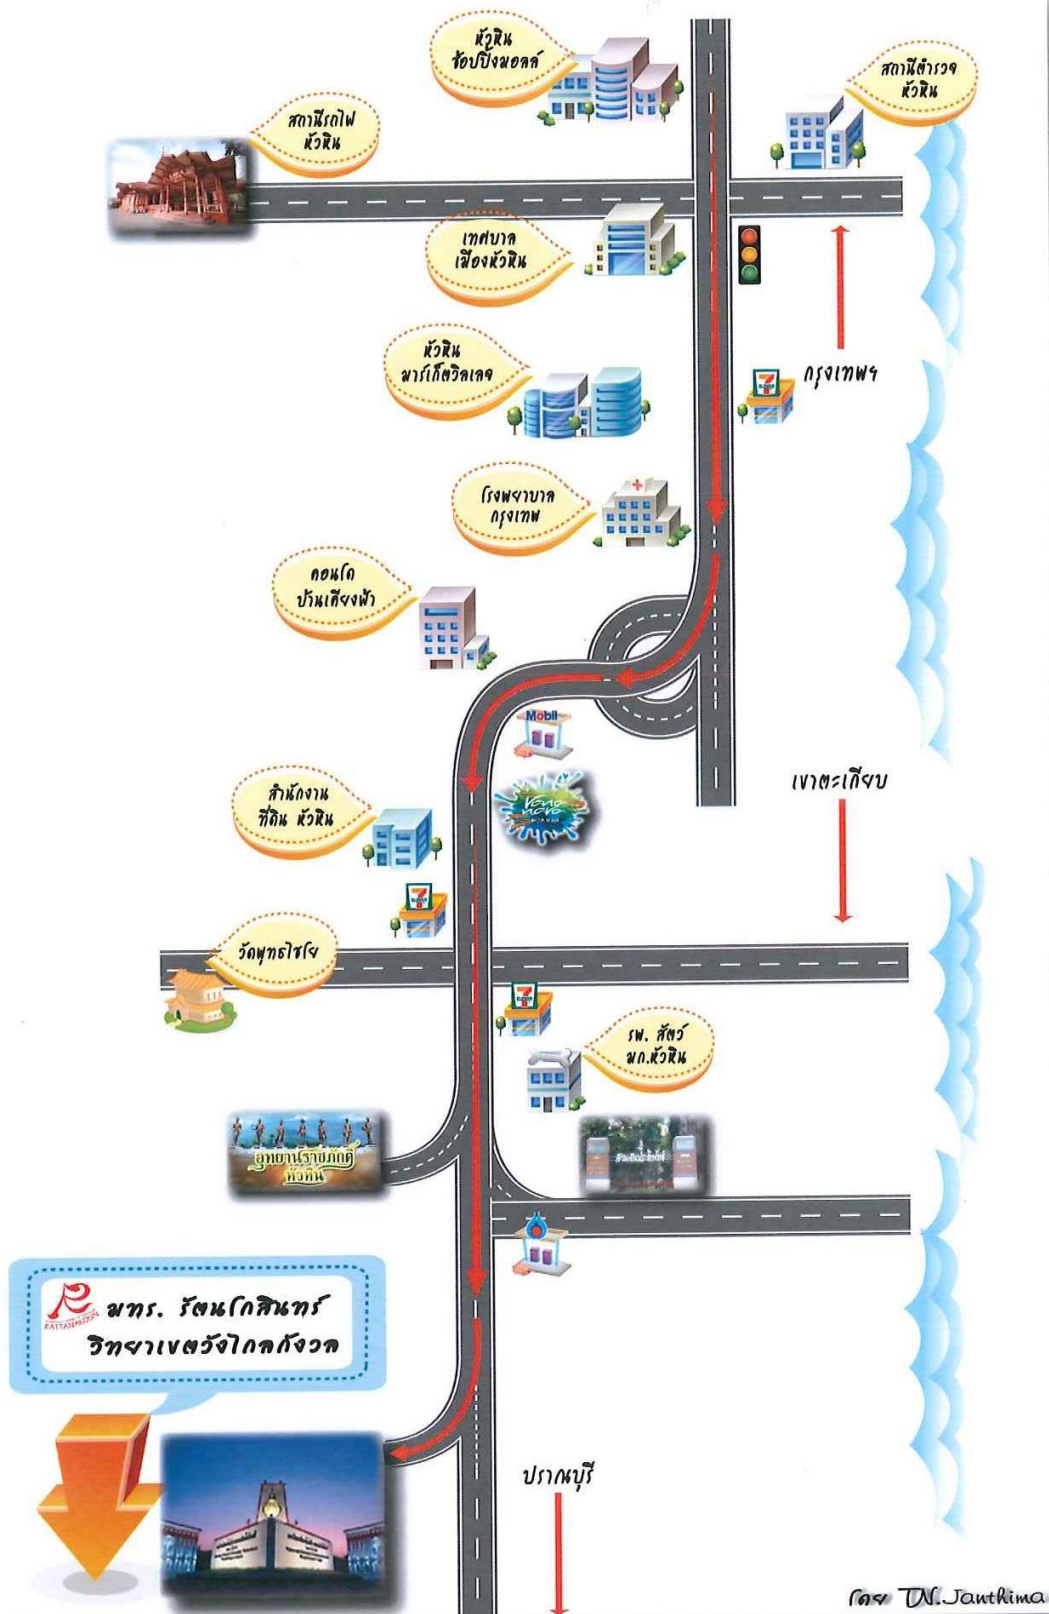 หัวหิน
ช้อปปิ้งมอลล์
สถานีตำรวจ
หัวหิน
สถานีรถไฟ
หัวหิน
เทศบาล
เมืองหัวหิน
หัวหิน
มาร์เก็ตวิลเลจ
7
ELEVEN
กรุงเทพฯ
โรงพยาบาล
กรุงเทพ
คอนโด
บ้านเคียงฟ้า
Mobil
Vana
nava
เขาตะเกียบ
สำนักงาน
ที่ดิน หัวหิน
7
ELEVEN
วัดพุทธไชโย
7
ELEVEN
รพ. สัตว์
มก.หัวหิน
อุทยานราชภักดิ์
หัวหิน
R
RATTANAKOSIN
มทร. รัตนโกสินทร์
วิทยาเขตวังไกลกังวล
ปราณบุรี
โดย TN.Janthima